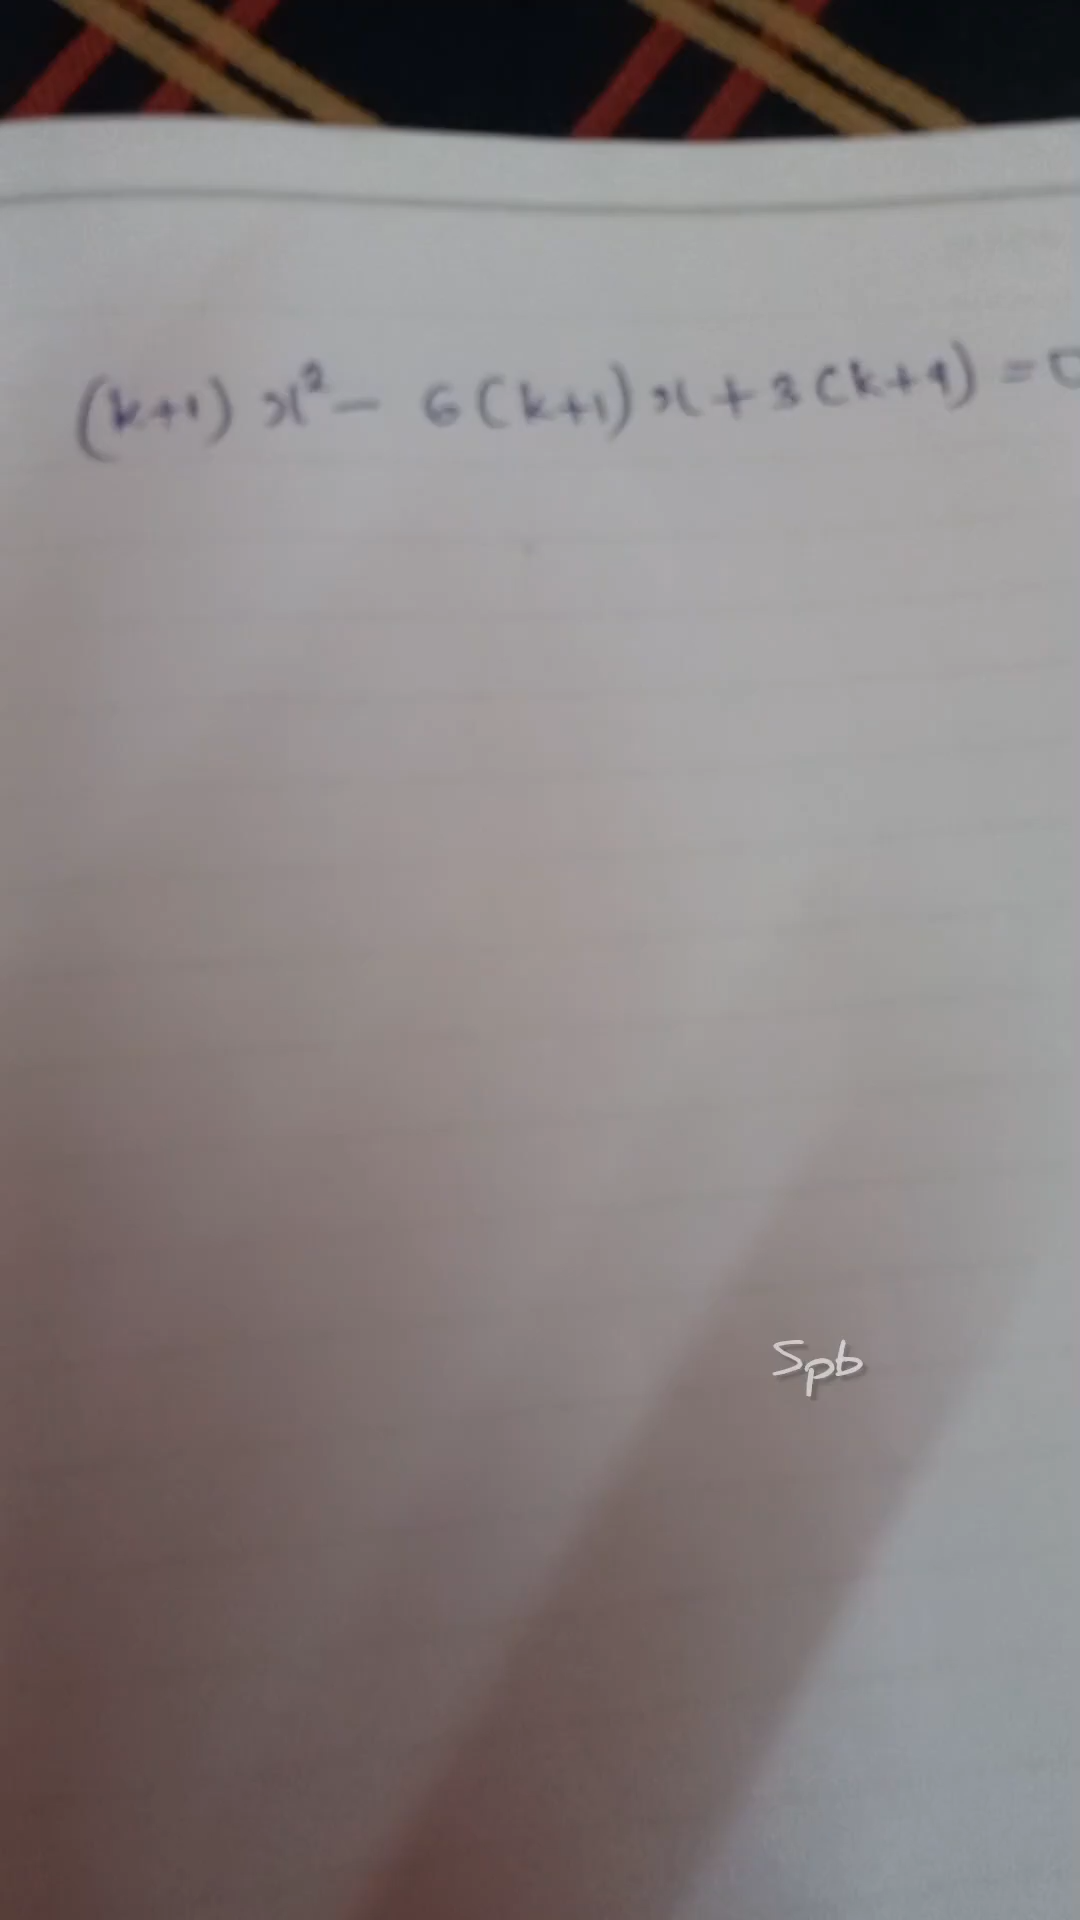 (k+1) x² - 6(k+1)x + 3(k+9) = 0
Spb